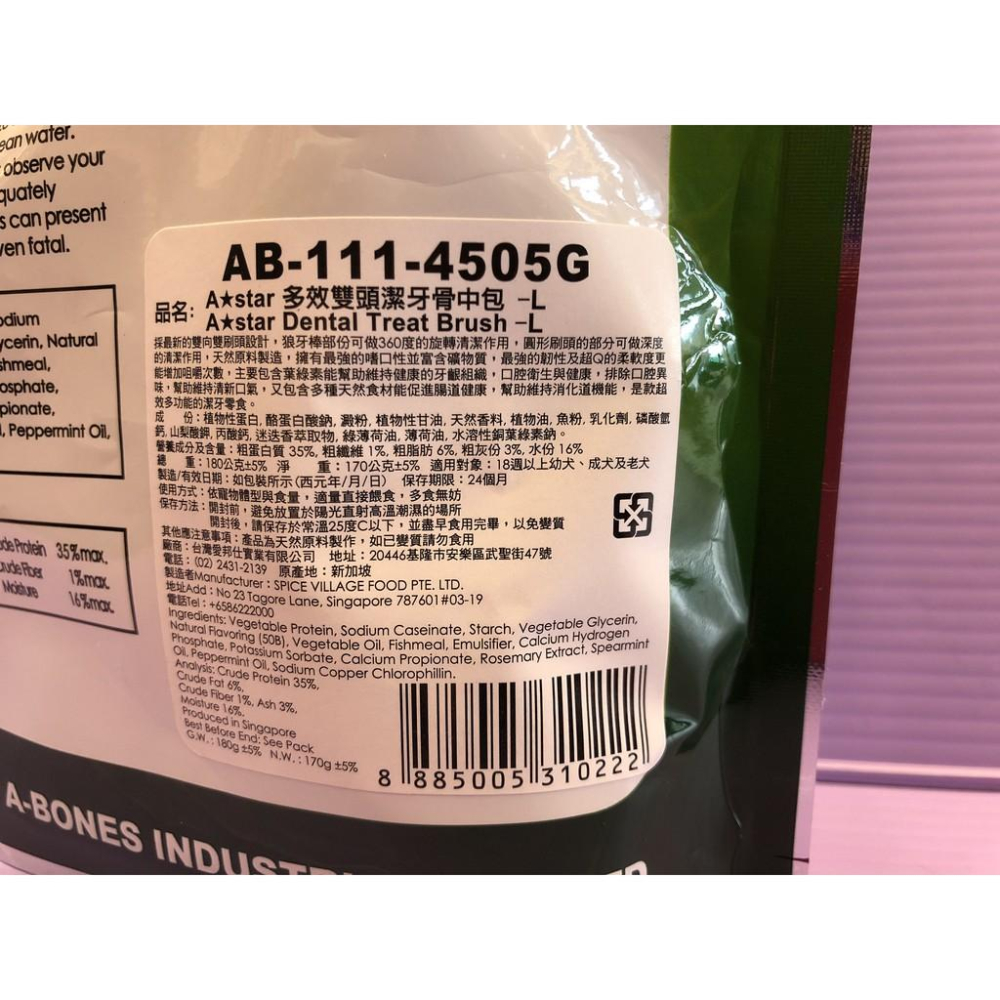 ean water.
observe your
quately
s can present
ven fatal.
odium
ycerin, Natural
shmeal,
osphate,
pionate,
l, Peppermint Oil,
ude Protein 35%max.
rude Fiber 1%max.
Moisture 16%max.
AB-111-4505G
品名: A★star 多效雙頭潔牙骨中包 -L
A★star Dental Treat Brush -L
採最新的雙向雙刷頭設計，狼牙棒部份可做360度的旋轉清潔作用，圓形刷頭的部分可做深度
的清潔作用，天然原料製造，擁有最強的嗜口性並富含礦物質，最強的韌性及超Q的柔軟度更
能增加咀嚼次數，主要包含葉綠素能幫助維持健康的牙齦組織，口腔衛生與健康，排除口腔異
味，幫助維持清新口氣，又包含多種天然食材能促進腸道健康，幫助維持消化道機能，是款超
效多功能的潔牙零食。
成 份: 植物性蛋白, 酪蛋白酸鈉, 澱粉, 植物性甘油, 天然香料, 植物油, 魚粉, 乳化劑, 磷酸氫
鈣, 山梨酸鉀, 丙酸鈣, 迷迭香萃取物, 綠薄荷油, 薄荷油, 水溶性銅葉綠素鈉。
營養成分及含量: 粗蛋白質 35%, 粗纖維 1%, 粗脂肪 6%, 粗灰份 3%, 水份 16%
總 重:180公克±5% 淨 重:170公克±5% 適用對象: 18週以上幼犬、成犬及老犬
製造/有效日期: 如包裝所示 (西元年/月/日) 保存期限: 24個月
使用方式: 依寵物體型與食量，適量直接餵食，多食無妨
保存方法: 開封前，避免放置於陽光直射高溫潮濕的場所
開封後，請保存於常溫25度C以下，並盡早食用完畢，以免變質
其他應注意事項: 產品為天然原料製作，如已變質請勿食用
廠商: 台灣愛邦仕實業有限公司 地址: 20446基隆市安樂區武聖街47號
電話: (02) 2431-2139 原產地: 新加坡
製造者Manufacturer: SPICE VILLAGE FOOD PTE. LTD.
地址Add: No 23 Tagore Lane, Singapore 787601#03-19
電話Tel: +6586222000
Ingredients: Vegetable Protein, Sodium Caseinate, Starch, Vegetable Glycerin,
Natural Flavoring (50B), Vegetable Oil, Fishmeal, Emulsifier, Calcium Hydrogen
Phosphate, Potassium Sorbate, Calcium Propionate, Rosemary Extract, Spearmint
Oil, Peppermint Oil, Sodium Copper Chlorophillin.
Analysis: Crude Protein 35%,
Crude Fat 6%,
Crude Fiber 1%, Ash 3%,
Moisture 16%.
Produced in Singapore
Best Before End: See Pack
G.W.: 180g ±5% N.W.: 170g ±5%
8 885005 310222
A-BONES INDUST